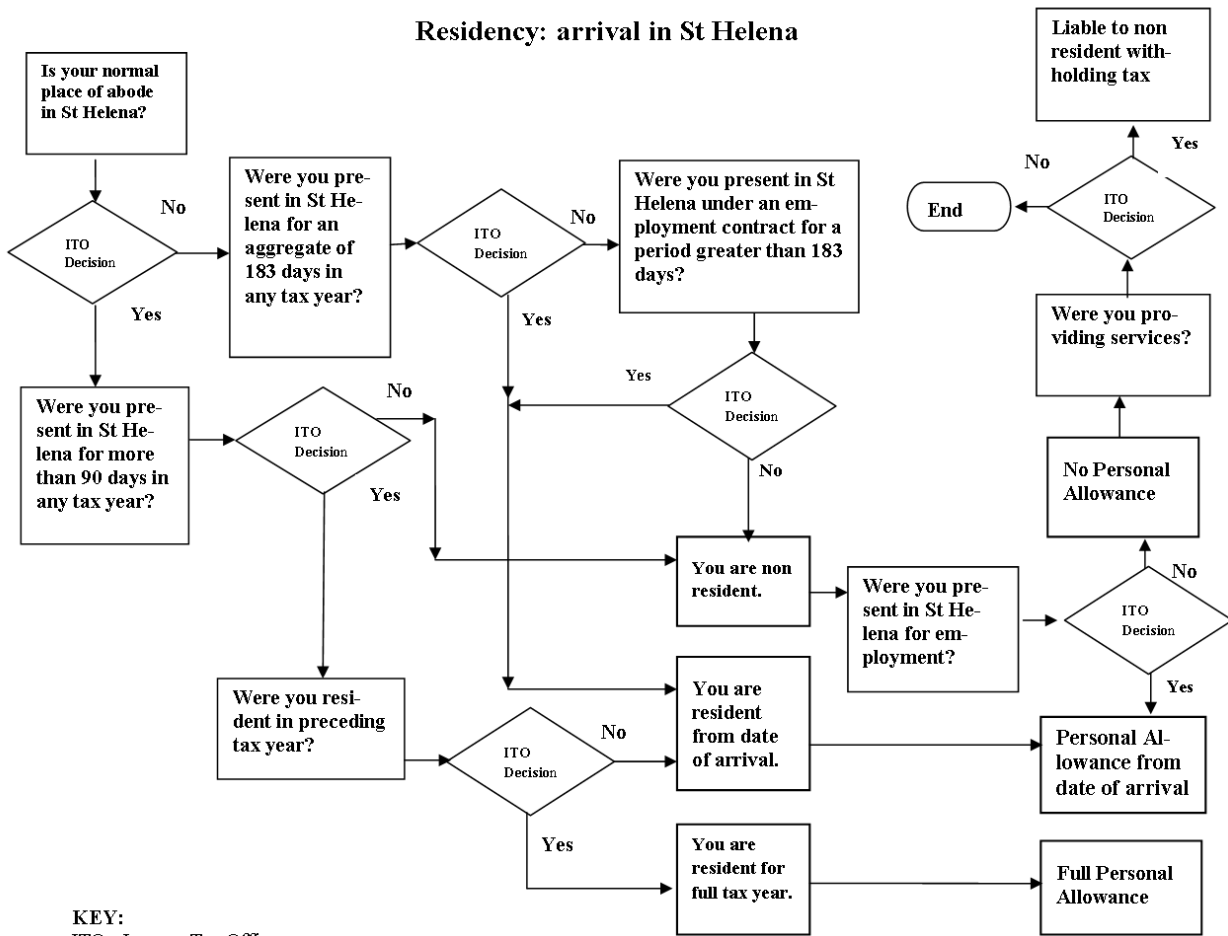 Residency: arrival in St Helena
Is your normal
place of abode
in St Helena?
ITO
Decision
No
Yes
Were you pre-
sent in St He-
lena for an
aggregate of
183 days in
any tax year?
ITO
Decision
No
Yes
Were you present in St
Helena under an em-
ployment contract for a
period greater than 183
days?
ITO
Decision
Yes
No
Were you pre-
sent in St He-
lena for more
than 90 days in
any tax year?
ITO
Decision
No
Yes
You are non
resident.
Were you pre-
sent in St He-
lena for em-
ployment?
ITO
Decision
No
Yes
No Personal
Allowance
Were you pro-
viding services?
ITO
Decision
No
Yes
End
Liable to non
resident with-
holding tax
Were you resi-
dent in preceding
tax year?
ITO
Decision
No
Yes
You are
resident
from date
of arrival.
Personal Al-
lowance from
date of arrival
You are
resident for
full tax year.
Full Personal
Allowance
KEY: